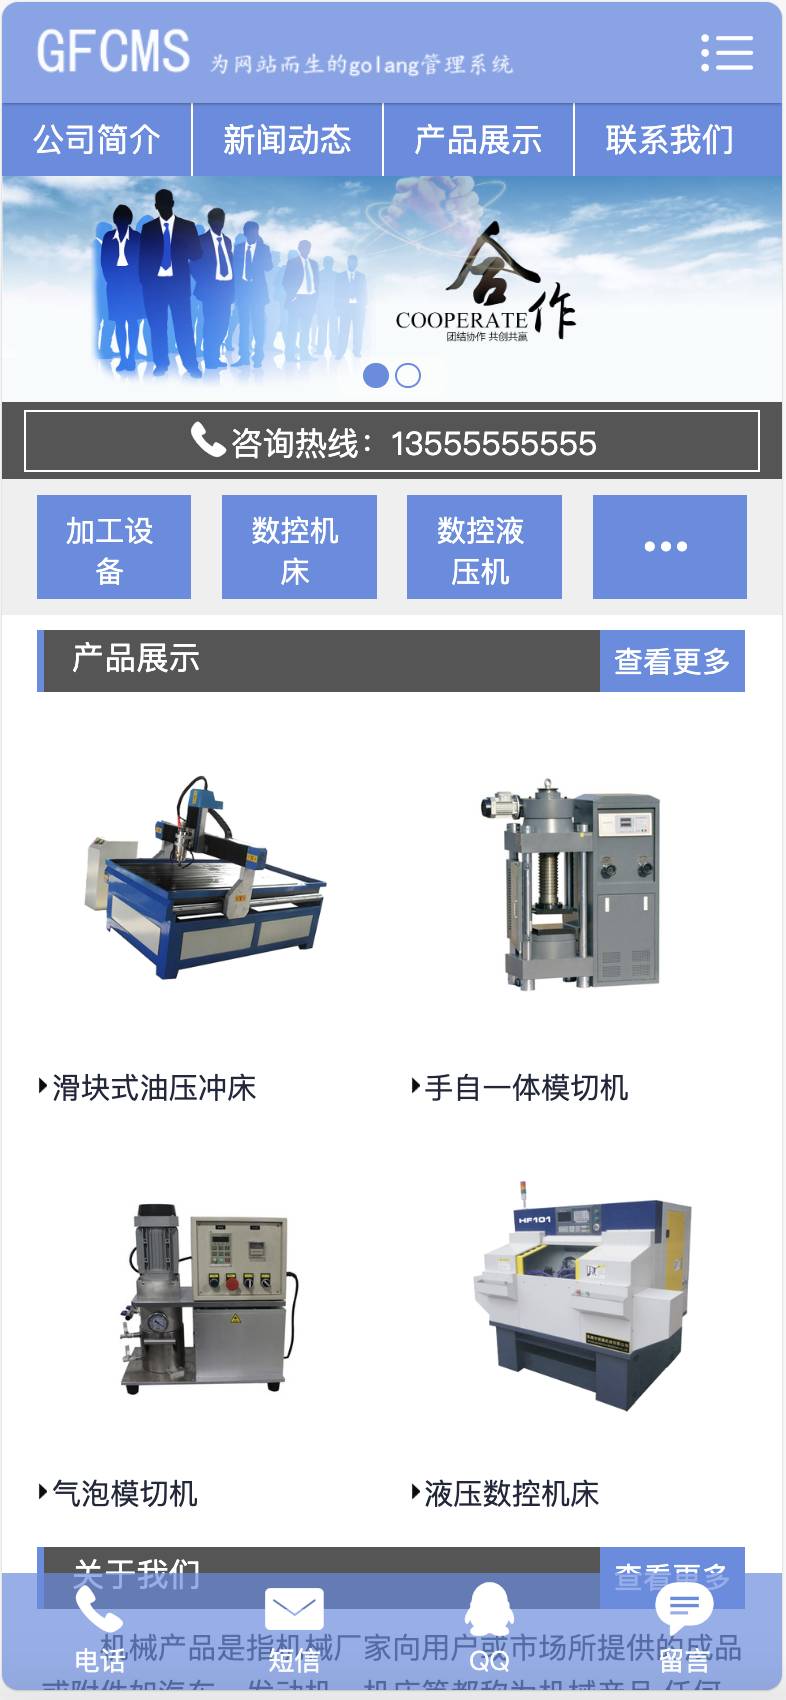 GFCMS 为网站而生的golang管理系统
公司简介 新闻动态 产品展示 联系我们
合作
COOPERATE
团结协作 共创共赢
咨询热线：13555555555
加工设备 数控机床 数控液压机 •••
产品展示 查看更多
滑块式油压冲床 手自一体模切机
HF101
气泡模切机 液压数控机床
关于我们 查看更多
机械产品是指机械厂家向用户或市场所提供的成品
或附件如汽车、发动机、机床等都称为机械产品.任何
电话 短信 QQ 留言